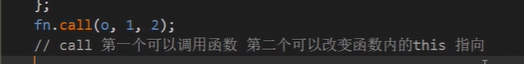 };
fn.call(o, 1, 2);
// call 第一个可以调用函数 第二个可以改变函数内的this 指向